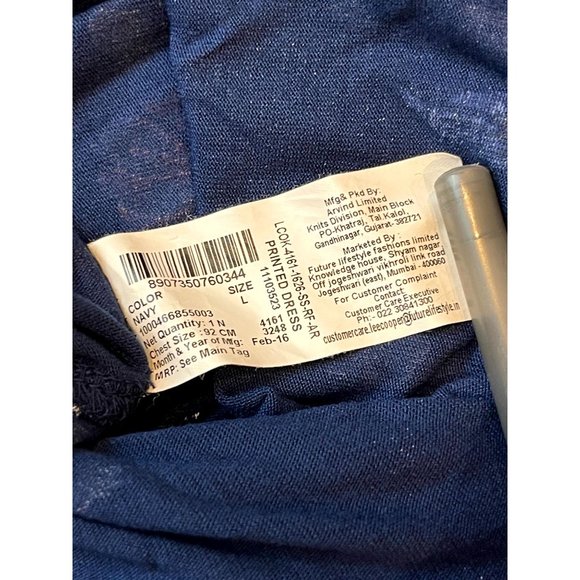 8907350760344
COLOR SIZE
NAVY L
1000466855003
Net Quantity: 1 N 4161
Chest Size : 92 CM 3248
Month & Year of Mfg: Feb-16
MRP: See Main Tag
LCOK-4161-1626-SS-RF-AR
PRINTED DRESS
11103523
Mfg& Pkd By:
Arvind Limited
Knits Division, Main Block
PO-Khatraj, Tal.Kalol,
Gandhinagar, Gujarat-382721
Marketed By:
Future lifestyle fashions limited
Knowledge house, Shyam nagar,
Off jogeshwari vikhroli link road
Jogeshwari (east), Mumbai - 400060
For Customer Complaint
Contact
Customer Care Executive
Ph no.: 022 30841300
customercare.leecooper@futurelifestyle.in